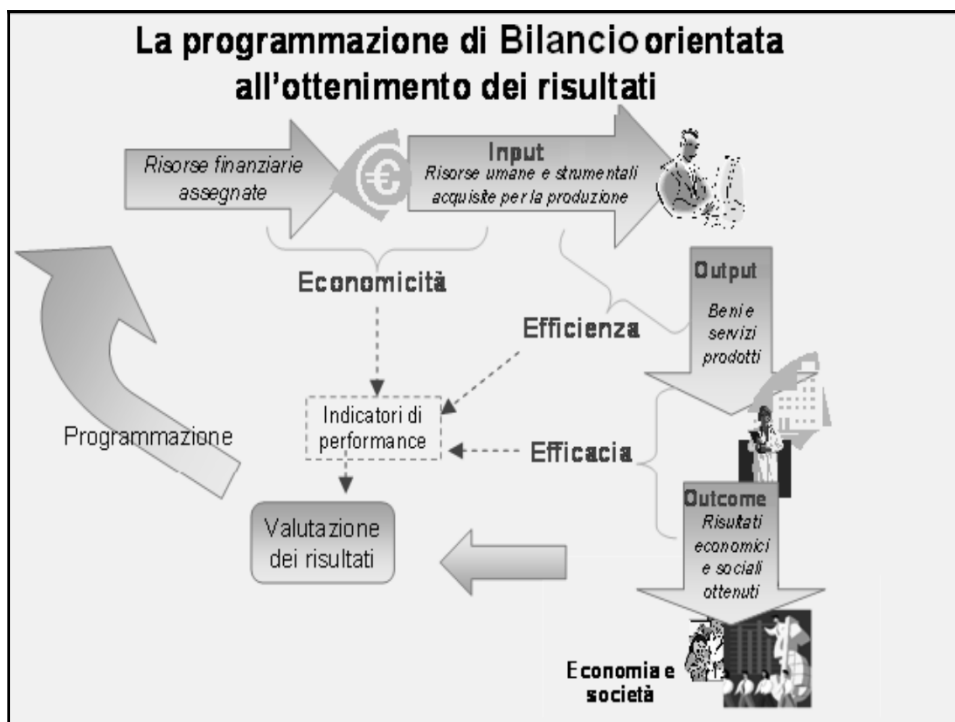 La programmazione di Bilancio orientata
all'ottenimento dei risultati
Risorse finanziarie
assegnate
€
Input
Risorse umane e strumentali
acquisite per la produzione
Output
Beni e
servizi
prodotti
Economicità
Efficienza
Indicatori di
performance
Efficacia
Programmazione
Outcome
Risultati
economici
e sociali
ottenuti
Valutazione
dei risultati
Economia e
società